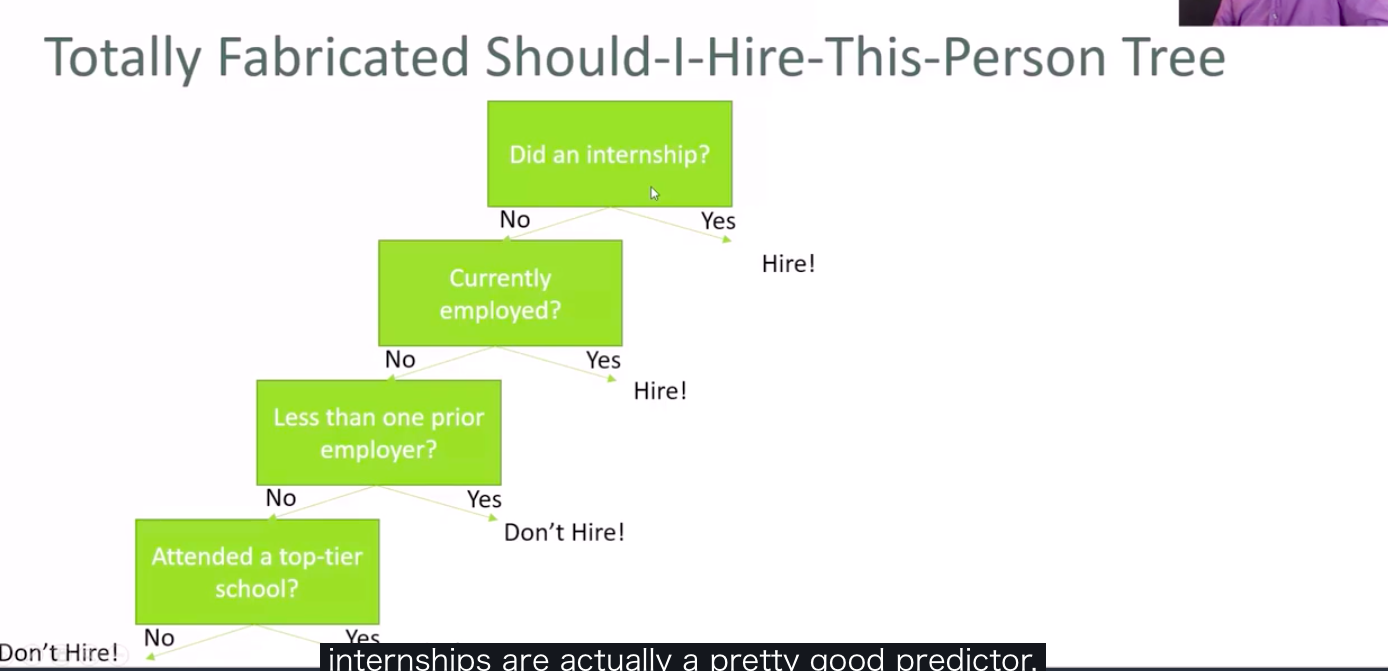 Totally Fabricated Should-I-Hire-This-Person Tree
Did an internship?
No
Yes
Hire!
Currently
employed?
No
Yes
Hire!
Less than one prior
employer?
No
Yes
Don't Hire!
Attended a top-tier
school?
No
Yes
Don't Hire!
internships are actually a pretty good predictor.